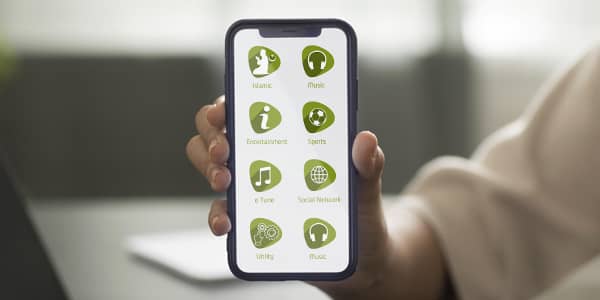 Islamic Music
Entertainment Sports
e Tune Social Network
Utility Music